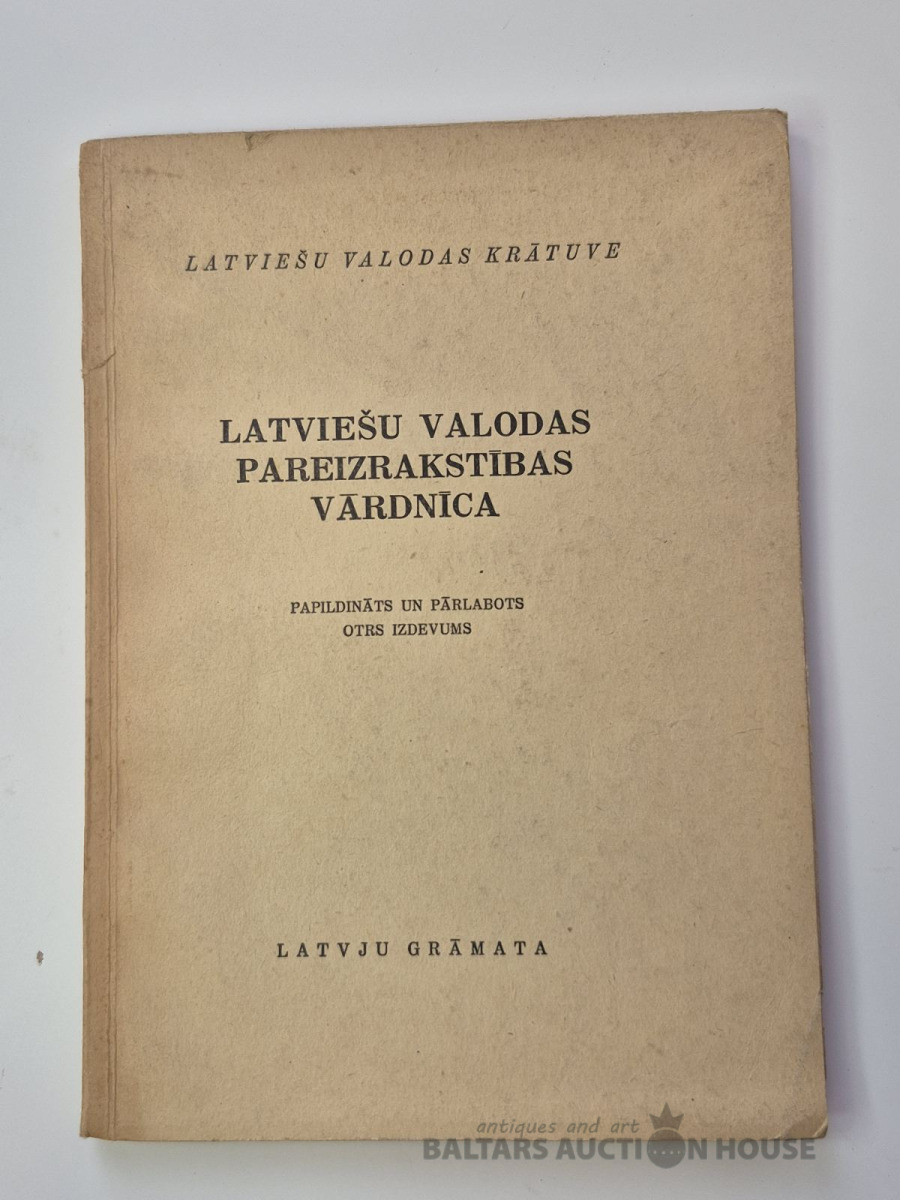 LATVIEŠU VALODAS KRĀTUVE
LATVIEŠU VALODAS
PAREIZRAKSTĪBAS
VĀRDNĪCA
PAPILDINĀTS UN PĀRLABOTS
OTRS IZDEVUMS
LATVJU GRĀMATA
antiques and art
BALTARS AUCTION HOUSE